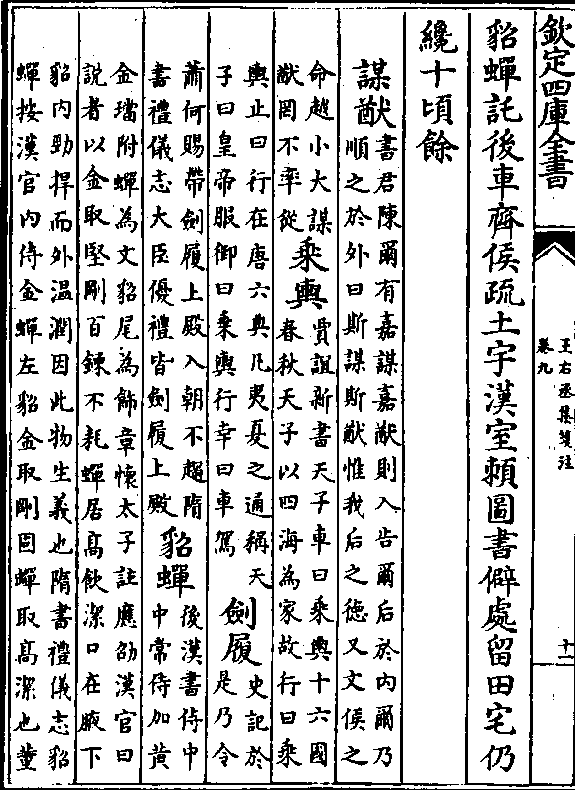 欽定四庫全書
王右丞集箋注
卷九
十一
貂蟬託後車齊侯疏土宇漢室頼圖書僻處留田宅仍
纔十頃餘
謀猷
書君陳爾有嘉謀嘉猷則入告爾后於内爾乃
順之於外曰斯謀斯猷惟我后之徳又文侯之
命越小大謀
猷罔不率從
乘輿
賈誼新書天子車曰乘輿十六國
春秋天子以四海為家故行曰乘
輿止曰行在唐六典凡夷夏之通稱天
子曰皇帝服御曰乘輿行幸曰車駕
劍履
史記於
是乃令
蕭何賜帶劍履上殿入朝不趨隋
書禮儀志大臣優禮皆劍履上殿
貂蟬
後漢書侍中
中常侍加黄
金璫附蟬為文貂尾為飾章懷太子註應劭漢官曰
説者以金取堅剛百鍊不耗蟬居髙飲潔口在腋下
貂内勁捍而外温潤因此物生義也隋書禮儀志貂
蟬按漢官内侍金蟬左貂金取剛固蟬取髙潔也董